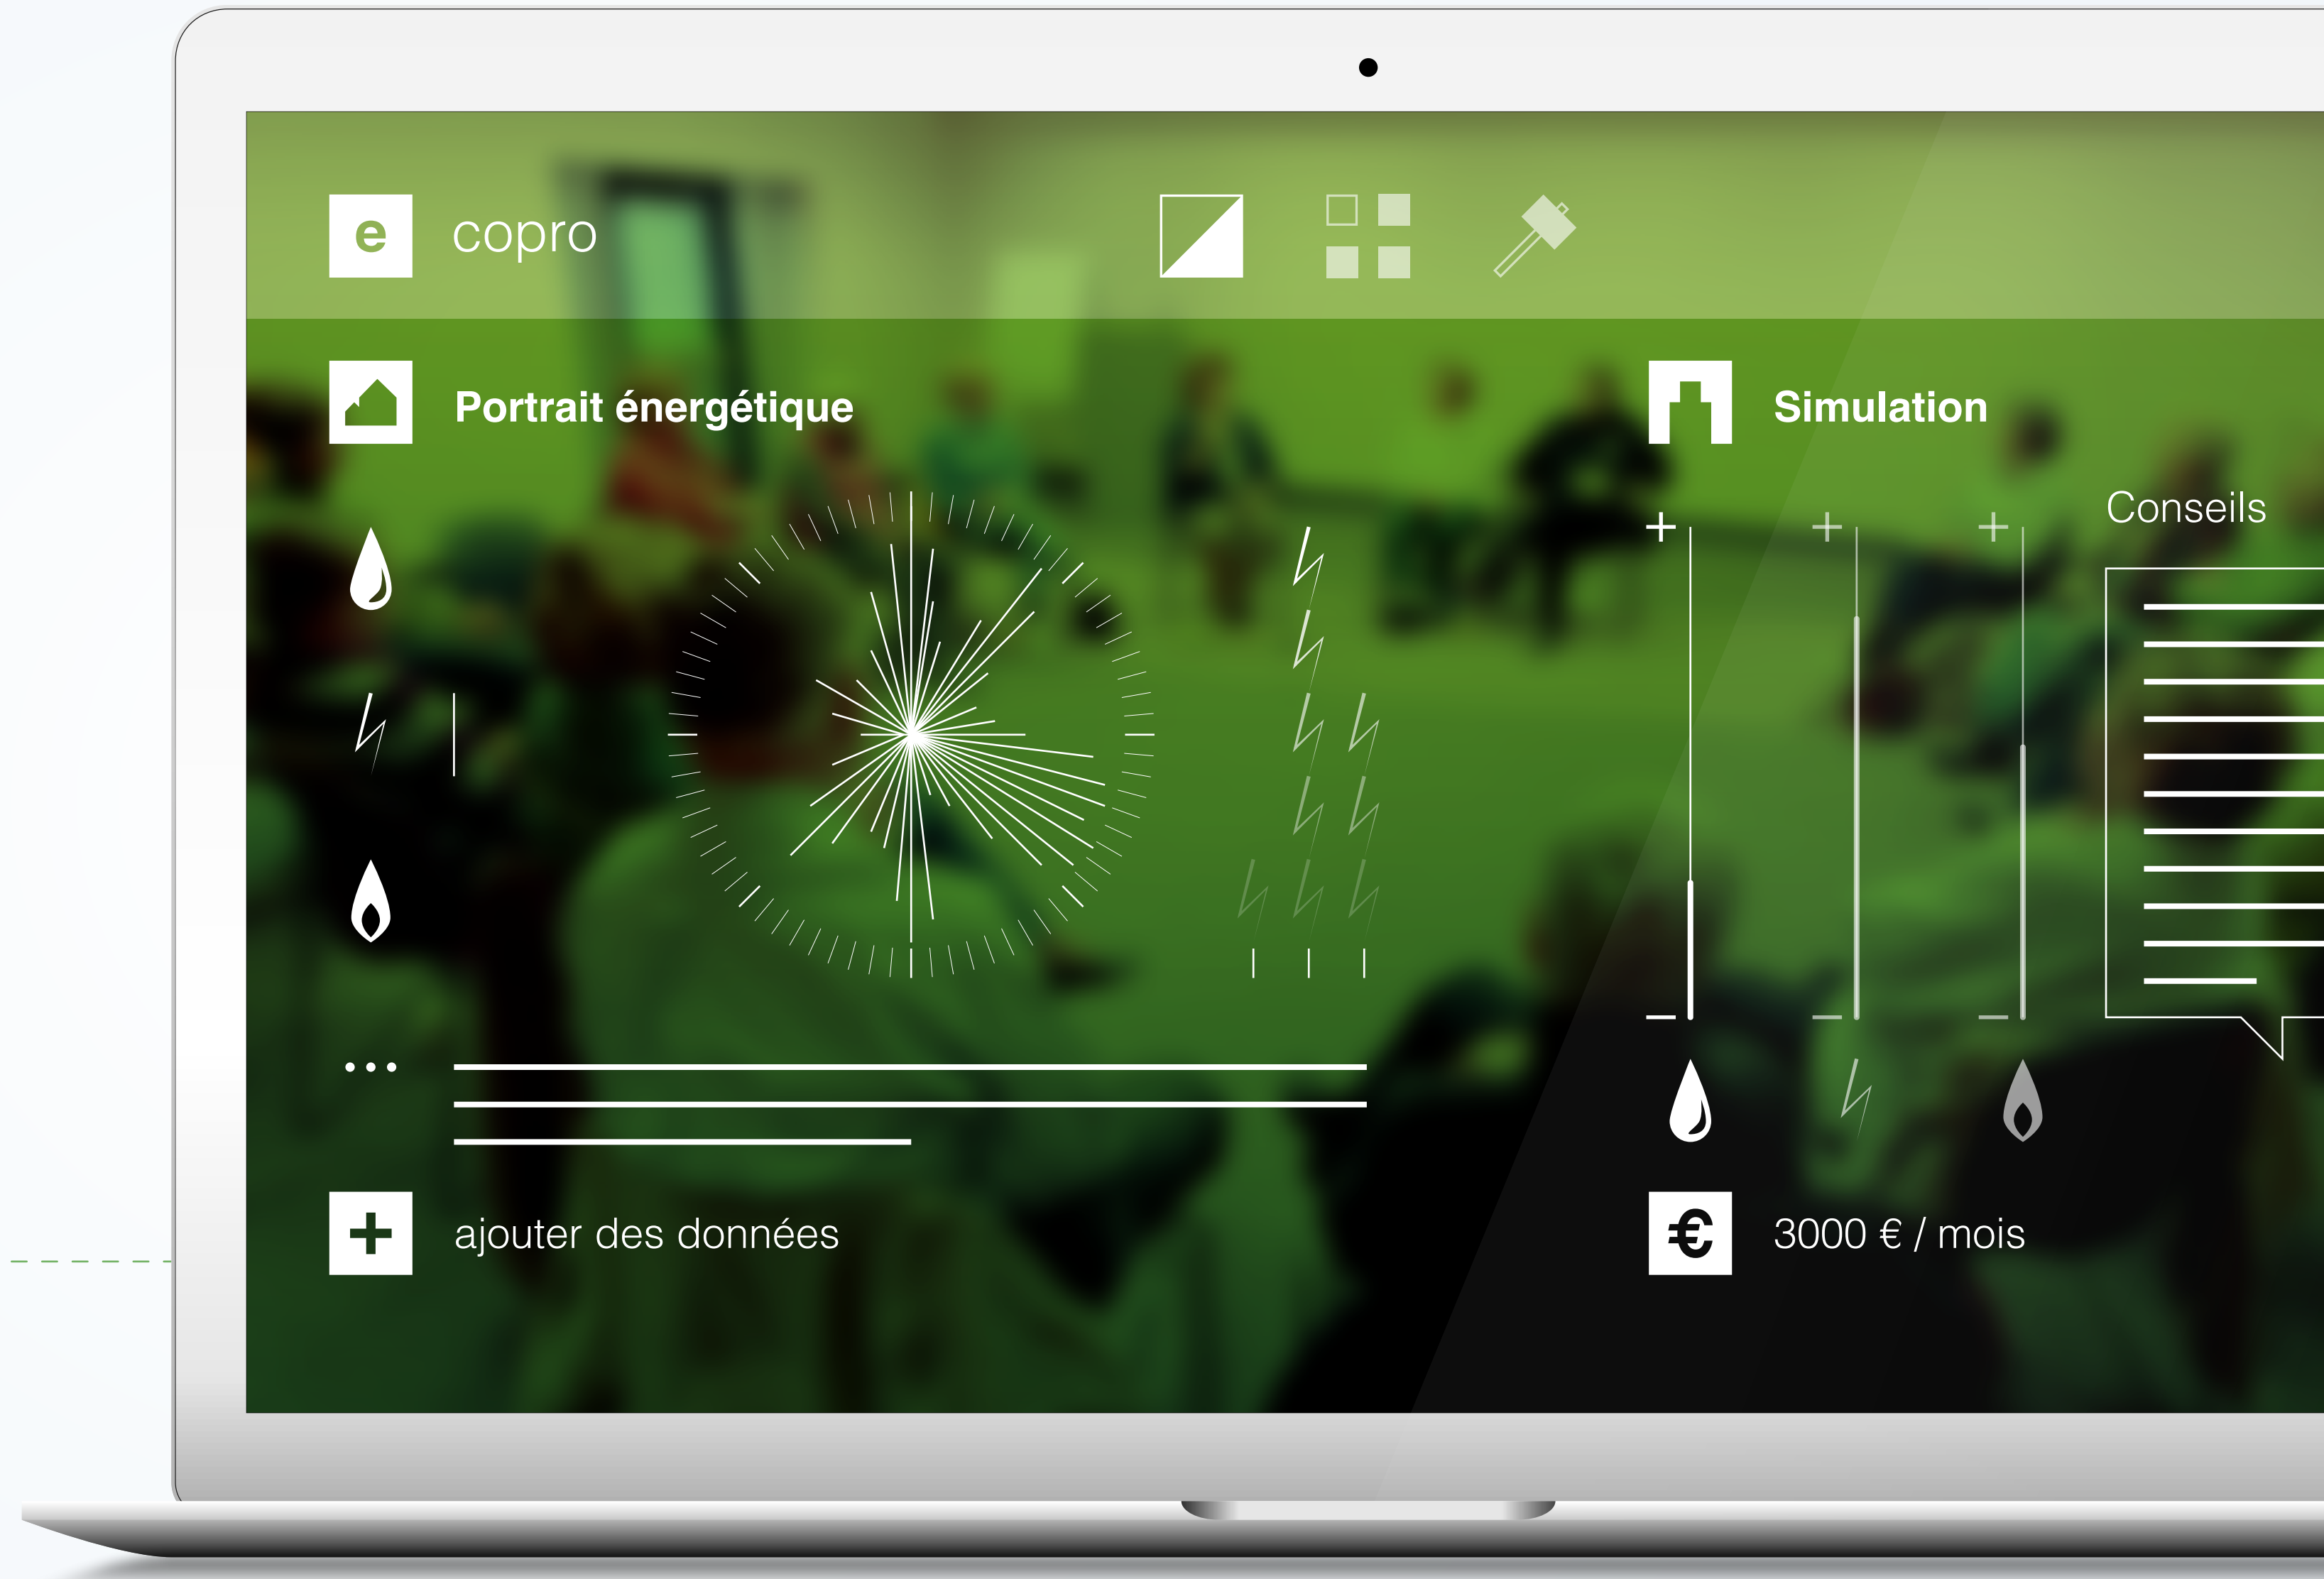 e copro
Portrait énergétique
Simulation
Conseils
+ + +
− − −
...
+ ajouter des données
€ 3000 € / mois